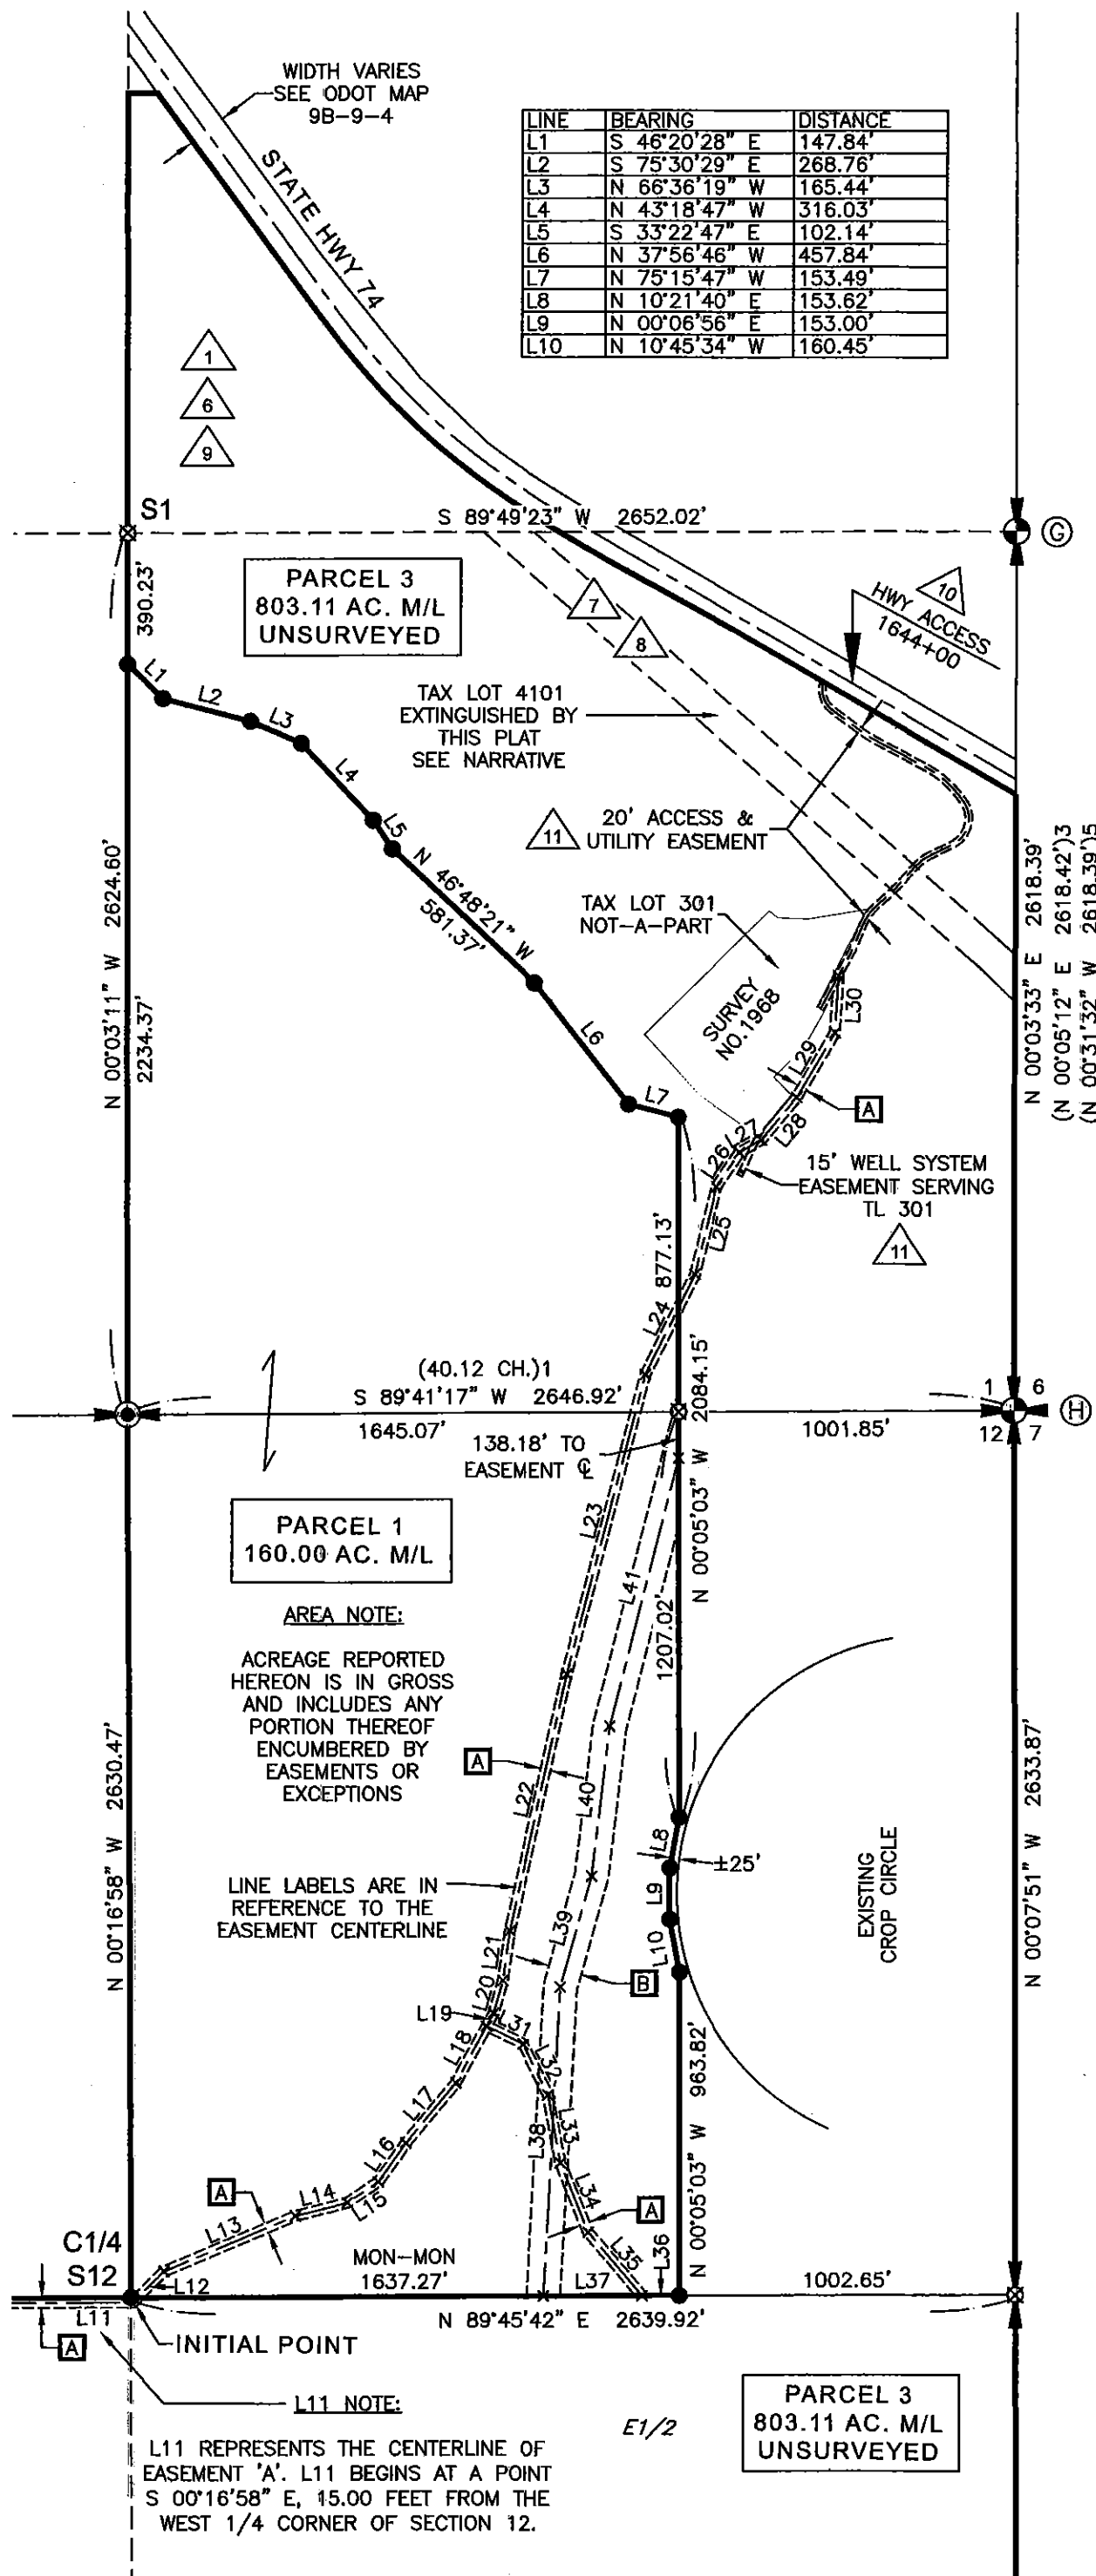 WIDTH VARIES
SEE ODOT MAP
9B-9-4
STATE HWY 74
LINE BEARING DISTANCE
L1 S 46°20'28" E 147.84'
L2 S 75°30'29" E 268.76'
L3 N 66°36'19" W 165.44'
L4 N 43°18'47" W 316.03'
L5 S 33°22'47" E 102.14'
L6 N 37°56'46" W 457.84'
L7 N 75°15'47" W 153.49'
L8 N 10°21'40" E 153.62'
L9 N 00°06'56" E 153.00'
L10 N 10°45'34" W 160.45'
1
6
9
S1
S 89°49'23" W 2652.02'
G
390.23'
PARCEL 3
803.11 AC. M/L
UNSURVEYED
7
8
10
HWY ACCESS
1644+00
L1
L2
L3
L4
L5
TAX LOT 4101
EXTINGUISHED BY
THIS PLAT
SEE NARRATIVE
11
20' ACCESS &
UTILITY EASEMENT
N 46°48'21" W
581.37'
TAX LOT 301
NOT-A-PART
SURVEY
NO.1968
N 00°03'11" W 2624.60'
2234.37'
N 00°03'33" E 2618.39'
(N 00°05'12" E 2618.42')3
(N 00°31'32" W 2618.39')5
L6
L7
L30
L29
A
L28
L27
L26
L25
15' WELL SYSTEM
EASEMENT SERVING
TL 301
11
877.13'
L24
2084.15'
N 00°05'03" W
(40.12 CH.)1
S 89°41'17" W 2646.92'
1645.07'
1001.85'
1 6
12 7
H
138.18' TO
EASEMENT ℄
PARCEL 1
160.00 AC. M/L
L23
L41
1207.02'
AREA NOTE:
ACREAGE REPORTED
HEREON IS IN GROSS
AND INCLUDES ANY
PORTION THEREOF
ENCUMBERED BY
EASEMENTS OR
EXCEPTIONS
A
L22
L40
N 00°16'58" W 2630.47'
N 00°07'51" W 2633.87'
L8
±25'
L9
L10
EXISTING
CROP CIRCLE
LINE LABELS ARE IN
REFERENCE TO THE
EASEMENT CENTERLINE
L39
B
L21
L20
L19
L31
L18
L32
L17
L33
L38
L16
L15
L14
L13
A
L34
A
L35
L36
963.82'
N 00°05'03" W
C1/4
S12
L12
MON-MON
1637.27'
L37
1002.65'
N 89°45'42" E 2639.92'
L11
A
INITIAL POINT
L11 NOTE:
L11 REPRESENTS THE CENTERLINE OF
EASEMENT 'A'. L11 BEGINS AT A POINT
S 00°16'58" E, 15.00 FEET FROM THE
WEST 1/4 CORNER OF SECTION 12.
E1/2
PARCEL 3
803.11 AC. M/L
UNSURVEYED